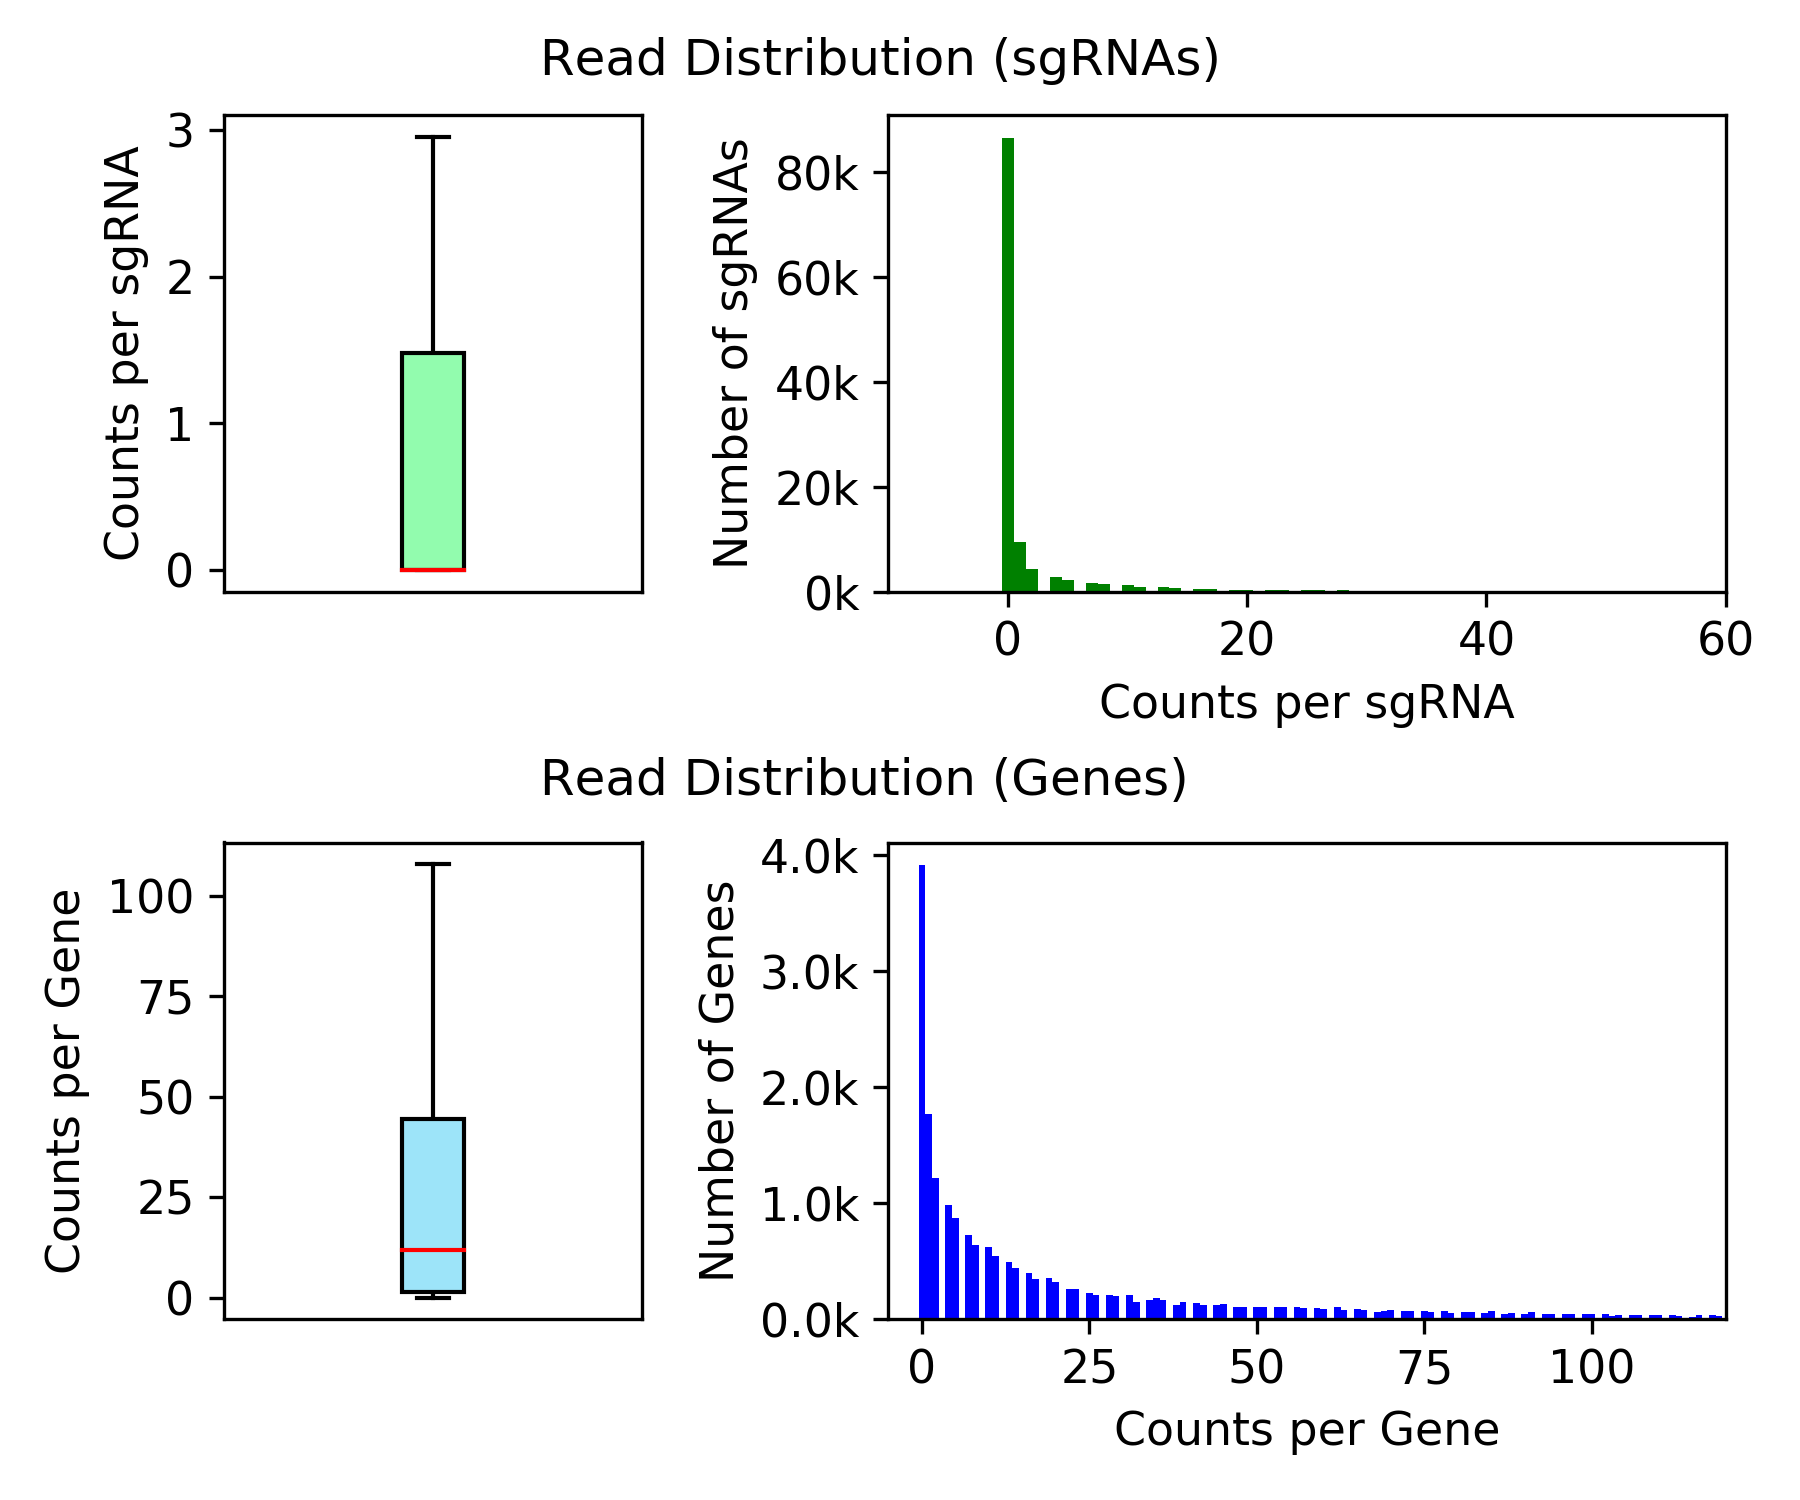 Read Distribution (sgRNAs)
Counts per sgRNA
3
2
1
0
Number of sgRNAs
80k
60k
40k
20k
0k
0 20 40 60
Counts per sgRNA
Read Distribution (Genes)
Counts per Gene
100
75
50
25
0
Number of Genes
4.0k
3.0k
2.0k
1.0k
0.0k
0 25 50 75 100
Counts per Gene